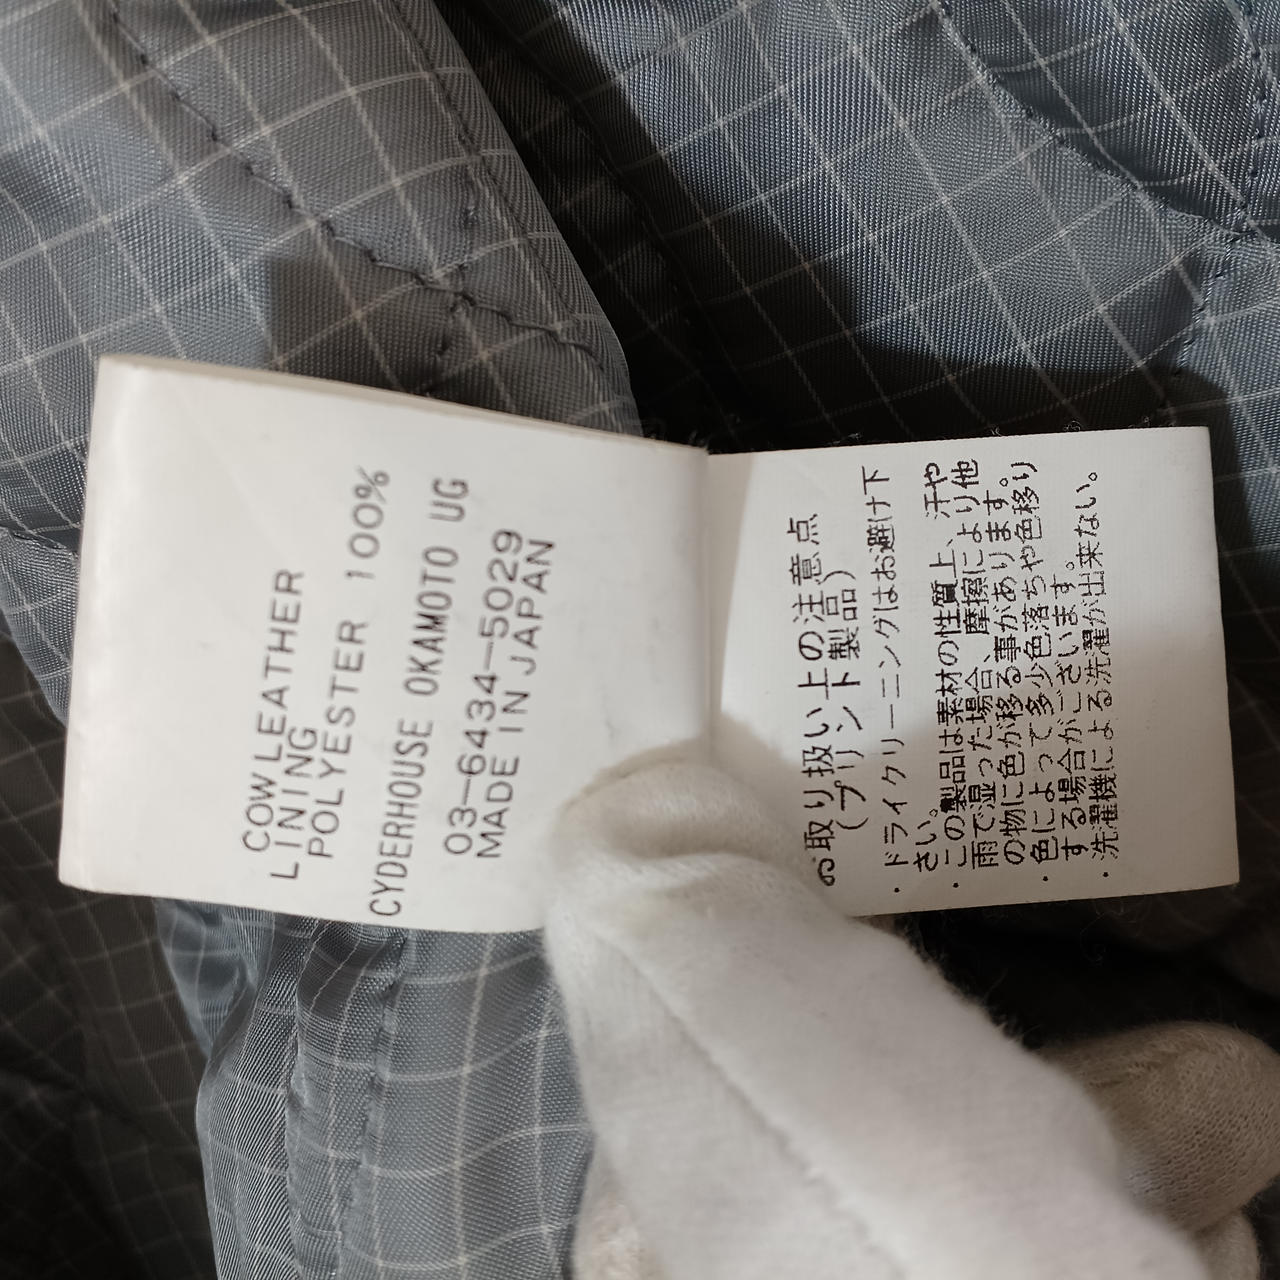 COW LEATHER
LINING
POLYESTER 100%
CYDERHOUSE OKAMOTO UG
03-6434-5029
MADE IN JAPAN
お取り扱い上の注意点
(プリント製品)
・ドライクリーニングはお避け下
さい。
・この製品は素材の性質上、汗や
雨で湿った場合、摩擦により他
の物に色が移る事があります。
・色によって多少色落ちや色移り
する場合がございます。
・洗濯機による洗濯が出来ない。